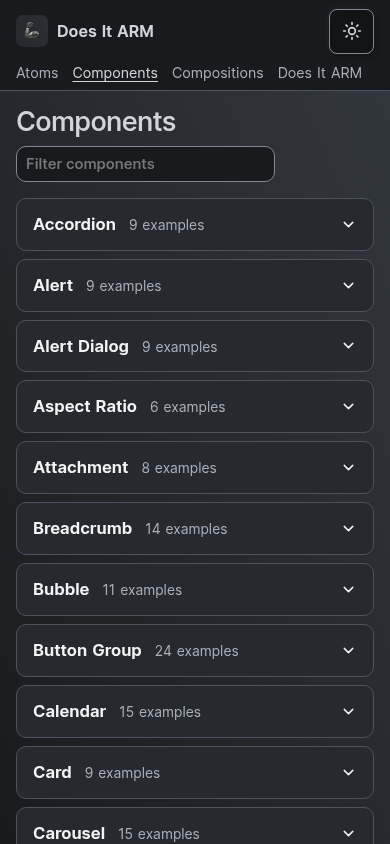 Does It ARM
Atoms Components Compositions Does It ARM
Components
Filter components
Accordion 9 examples
Alert 9 examples
Alert Dialog 9 examples
Aspect Ratio 6 examples
Attachment 8 examples
Breadcrumb 14 examples
Bubble 11 examples
Button Group 24 examples
Calendar 15 examples
Card 9 examples
Carousel 15 examples